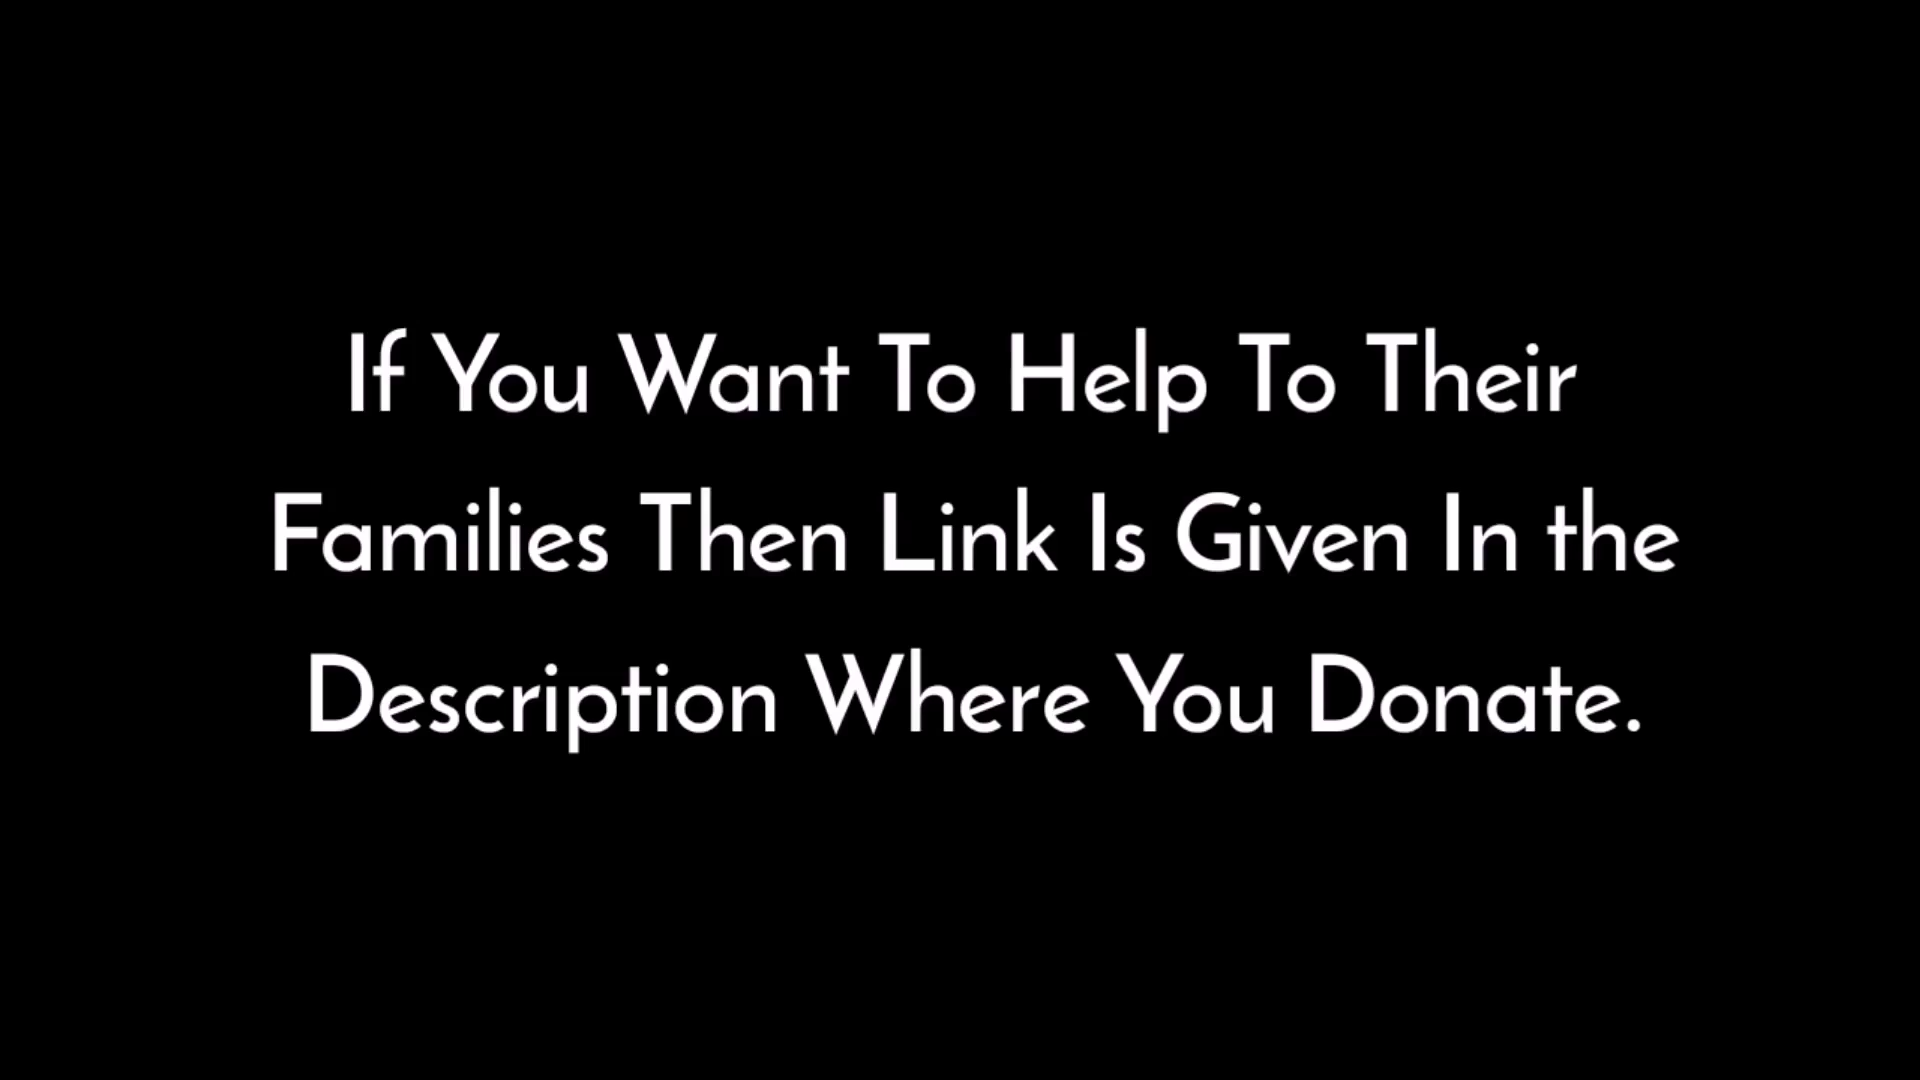 If You Want To Help To Their
Families Then Link Is Given In the
Description Where You Donate.